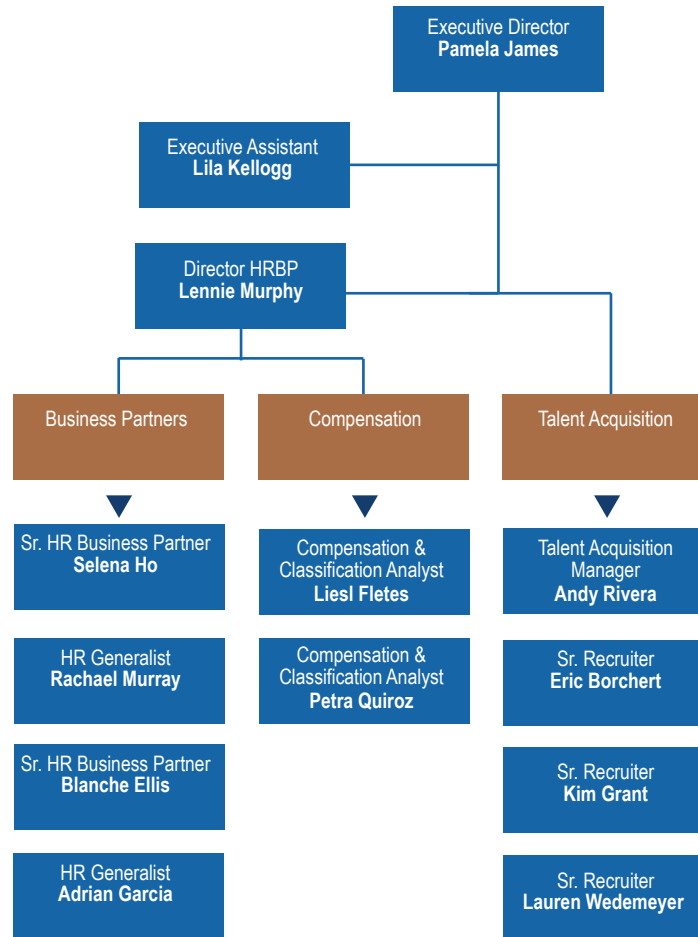 Executive Director
Pamela James
Executive Assistant
Lila Kellogg
Director HRBP
Lennie Murphy
Business Partners
Compensation
Talent Acquisition
Sr. HR Business Partner
Selena Ho
HR Generalist
Rachael Murray
Sr. HR Business Partner
Blanche Ellis
HR Generalist
Adrian Garcia
Compensation &
Classification Analyst
Liesl Fletes
Compensation &
Classification Analyst
Petra Quiroz
Talent Acquisition
Manager
Andy Rivera
Sr. Recruiter
Eric Borchert
Sr. Recruiter
Kim Grant
Sr. Recruiter
Lauren Wedemeyer